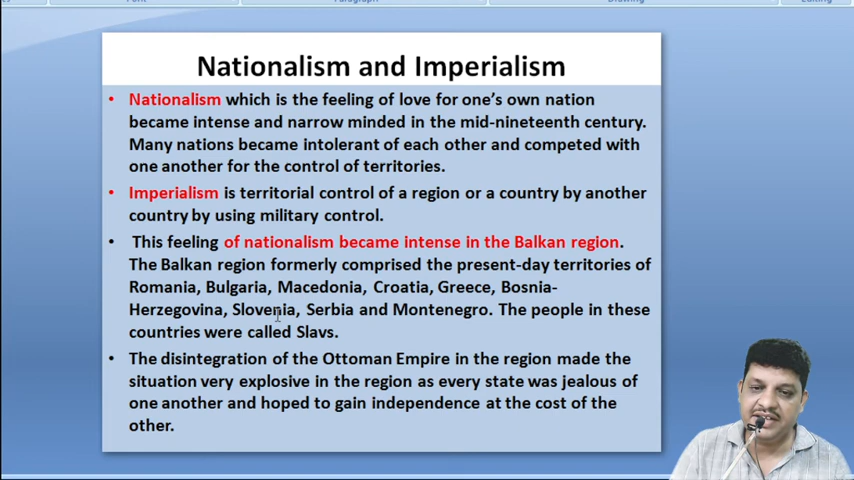 Nationalism and Imperialism
• Nationalism which is the feeling of love for one's own nation
became intense and narrow minded in the mid-nineteenth century.
Many nations became intolerant of each other and competed with
one another for the control of territories.
• Imperialism is territorial control of a region or a country by another
country by using military control.
• This feeling of nationalism became intense in the Balkan region.
The Balkan region formerly comprised the present-day territories of
Romania, Bulgaria, Macedonia, Croatia, Greece, Bosnia-
Herzegovina, Slovenia, Serbia and Montenegro. The people in these
countries were called Slavs.
• The disintegration of the Ottoman Empire in the region made the
situation very explosive in the region as every state was jealous of
one another and hoped to gain independence at the cost of the
other.